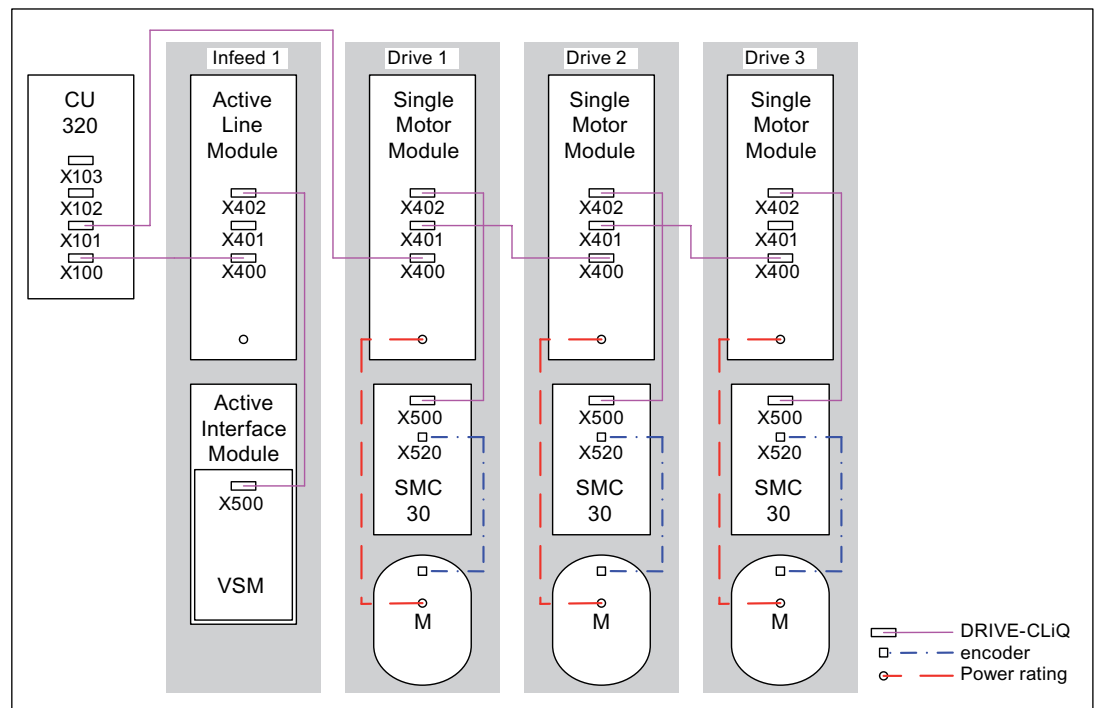 CU
320
X103
X102
X101
X100
Infeed 1
Active
Line
Module
X402
X401
X400
Active
Interface
Module
X500
VSM
Drive 1
Single
Motor
Module
X402
X401
X400
X500
X520
SMC
30
M
Drive 2
Single
Motor
Module
X402
X401
X400
X500
X520
SMC
30
M
Drive 3
Single
Motor
Module
X402
X401
X400
X500
X520
SMC
30
M
DRIVE-CLiQ
encoder
Power rating